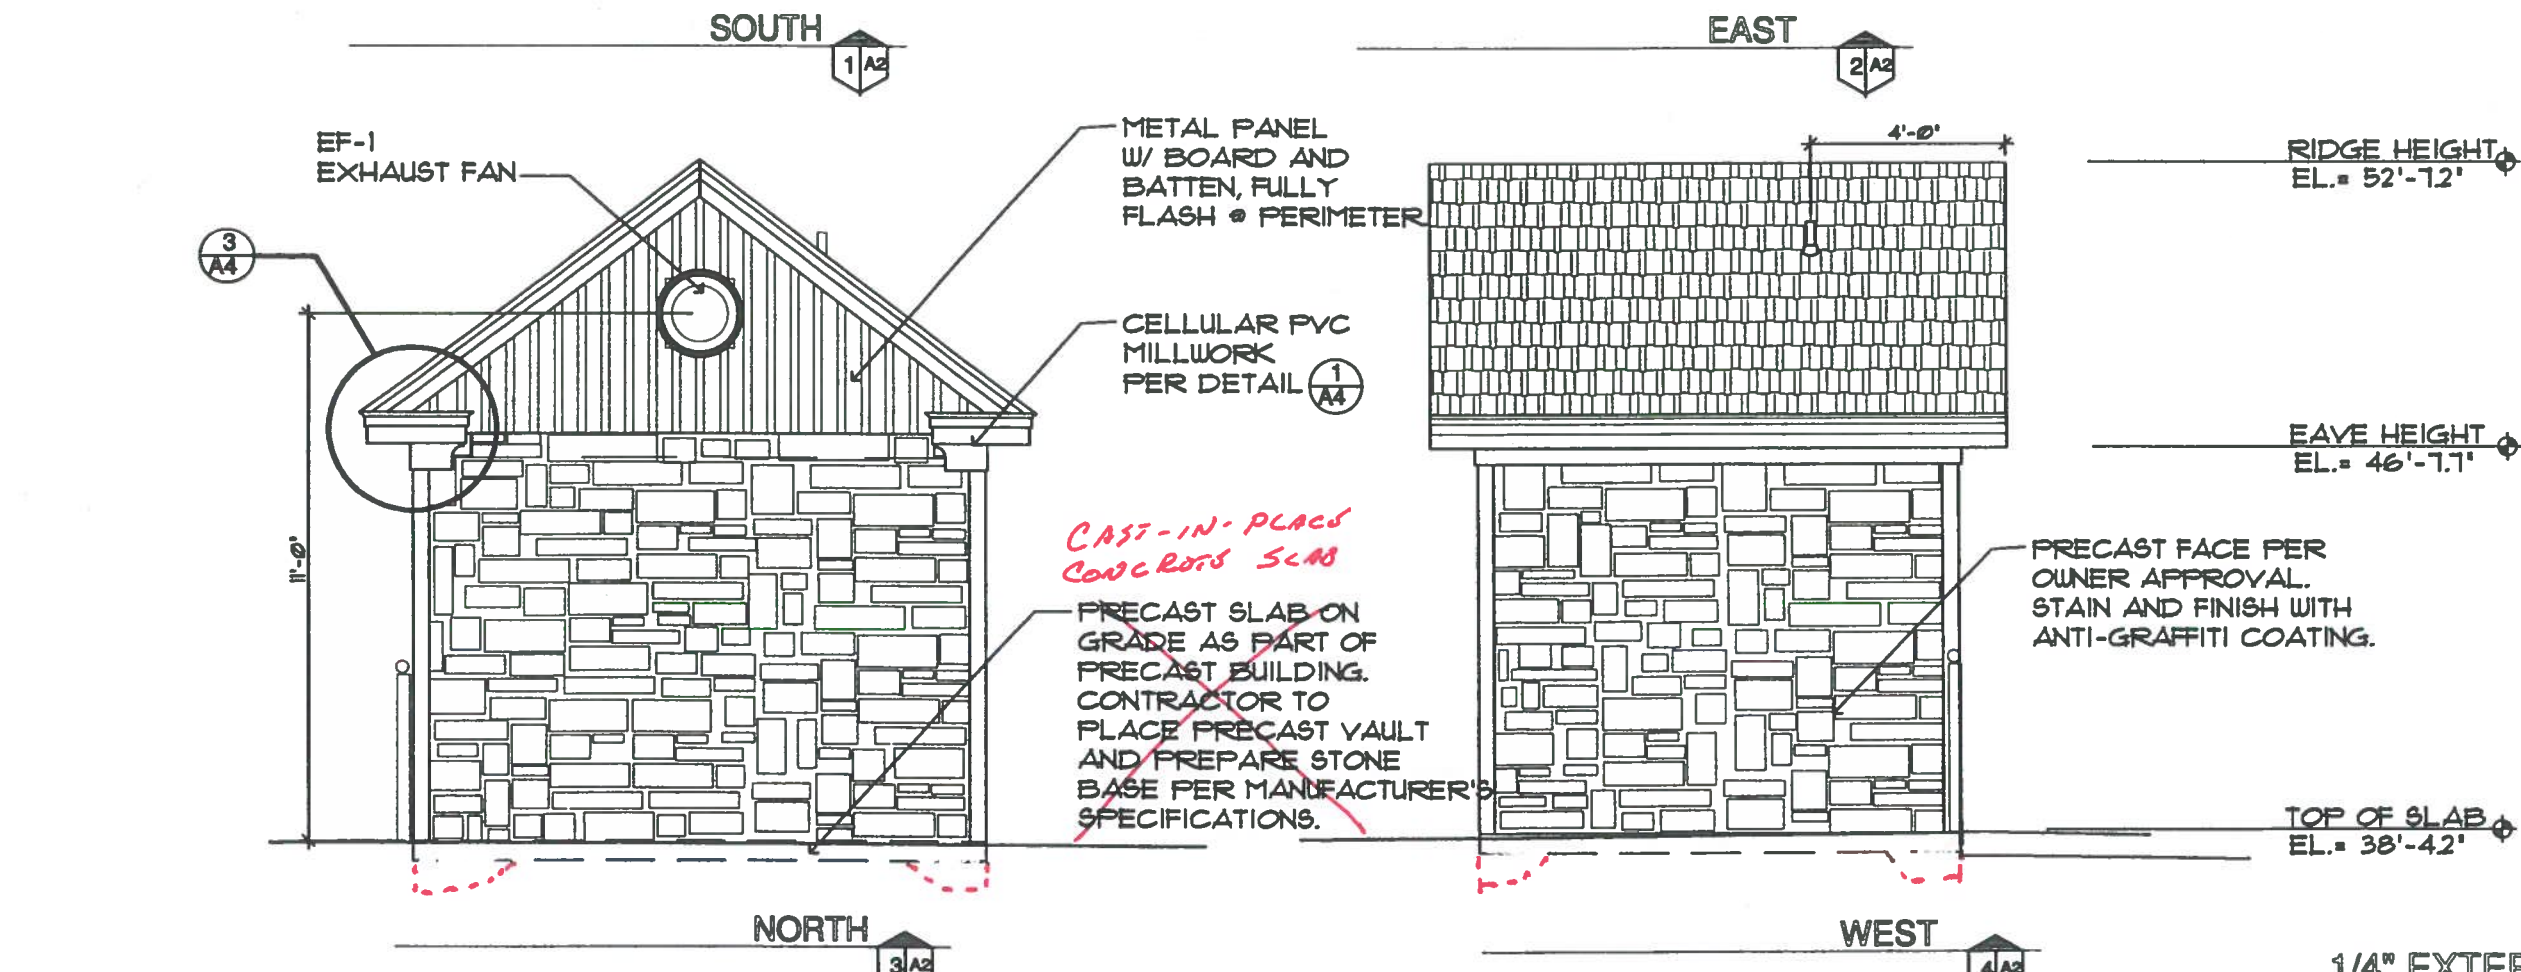 SOUTH
1 A2
EAST
2 A2
EF-1
EXHAUST FAN
METAL PANEL
W/ BOARD AND
BATTEN, FULLY
FLASH @ PERIMETER
4'-0"
RIDGE HEIGHT
EL.= 52'-7.2"
3
A4
CELLULAR PVC
MILLWORK
PER DETAIL
1
A4
EAVE HEIGHT
EL.= 46'-7.7"
11'-0"
CAST-IN-PLACE
CONCRETE SLAB
PRECAST SLAB ON
GRADE AS PART OF
PRECAST BUILDING.
CONTRACTOR TO
PLACE PRECAST VAULT
AND PREPARE STONE
BASE PER MANUFACTURER'S
SPECIFICATIONS.
PRECAST FACE PER
OWNER APPROVAL.
STAIN AND FINISH WITH
ANTI-GRAFFITI COATING.
TOP OF SLAB
EL.= 38'-4.2"
NORTH
3 A2
WEST
4 A2
1/4" EXTER